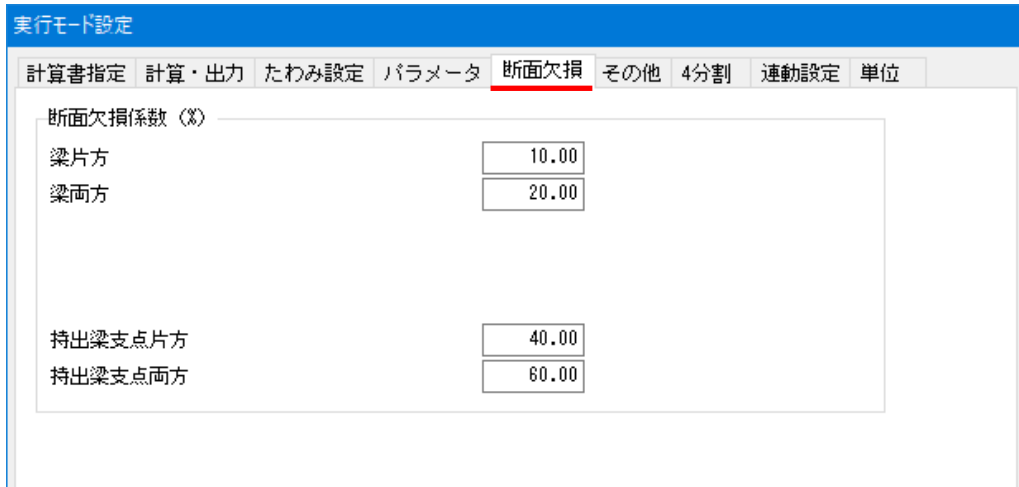 実行モード設定
計算書指定 計算・出力 たわみ設定 パラメータ 断面欠損 その他 4分割 連動設定 単位
断面欠損係数 (%)
梁片方 10.00
梁両方 20.00
持出梁支点片方 40.00
持出梁支点両方 60.00